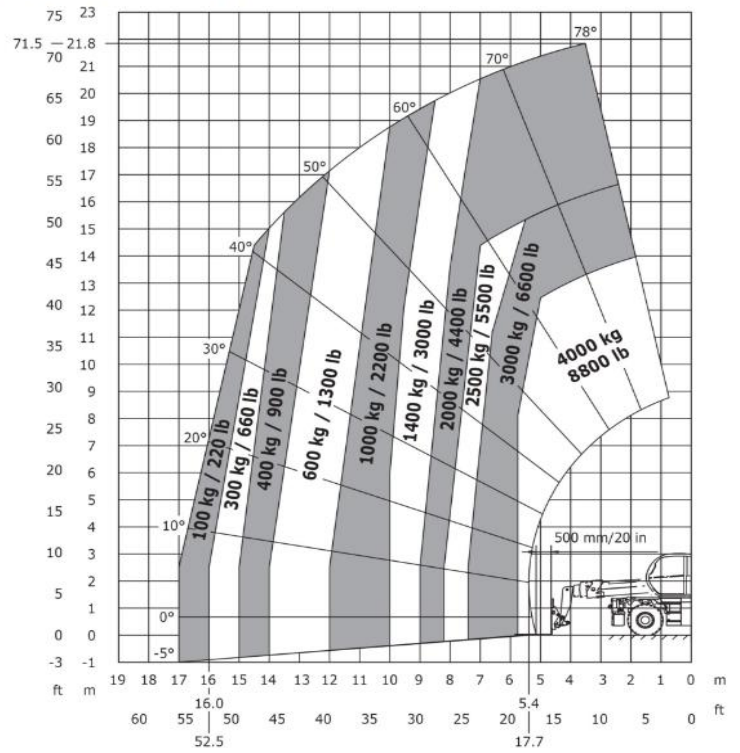 75 23
71.5 21.8
70
21
65 20
19
60 18
17
55 16
50 15
14
45 13
40 12
11
35 10
30 9
8
25 7
20 6
5
15 4
10 3
2
5 1
0 0
-3 -1
ft m
78°
70°
60°
50°
40°
30°
20°
10°
0°
-5°
100 kg / 220 lb
300 kg / 660 lb
400 kg / 900 lb
600 kg / 1300 lb
1000 kg / 2200 lb
1400 kg / 3000 lb
2000 kg / 4400 lb
2500 kg / 5500 lb
3000 kg / 6600 lb
4000 kg
8800 lb
500 mm/20 in
19 18 17 16 15 14 13 12 11 10 9 8 7 6 5 4 3 2 1 0 m
16.0 5.4
60 55 50 45 40 35 30 25 20 15 10 5 0 ft
52.5 17.7